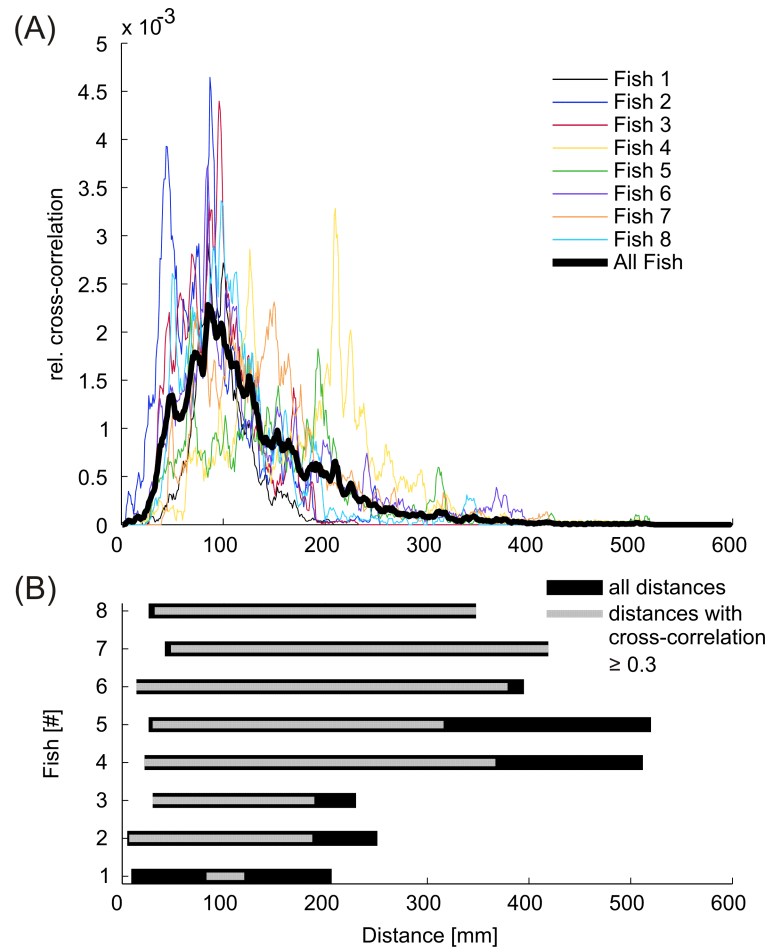 (A)
x 10⁻³
5
4.5
4
3.5
3
2.5
2
1.5
1
0.5
0
rel. cross-correlation
Fish 1
Fish 2
Fish 3
Fish 4
Fish 5
Fish 6
Fish 7
Fish 8
All Fish
0 100 200 300 400 500 600
(B)
all distances
distances with
cross-correlation
≥ 0.3
8
7
6
5
4
3
2
1
Fish [#]
0 100 200 300 400 500 600
Distance [mm]